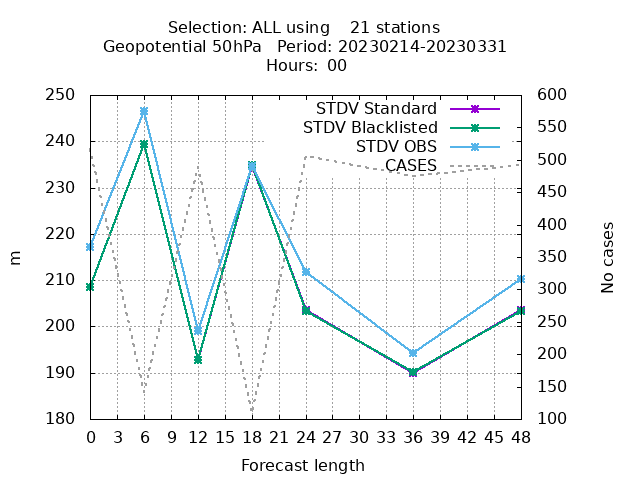 Selection: ALL using    21 stations
Geopotential 50hPa   Period: 20230214-20230331
Hours: 00
STDV Standard
STDV Blacklisted
STDV OBS
CASES
250
240
230
220
210
200
190
180
m
600
550
500
450
400
350
300
250
200
150
100
No cases
0 3 6 9 12 15 18 21 24 27 30 33 36 39 42 45 48
Forecast length